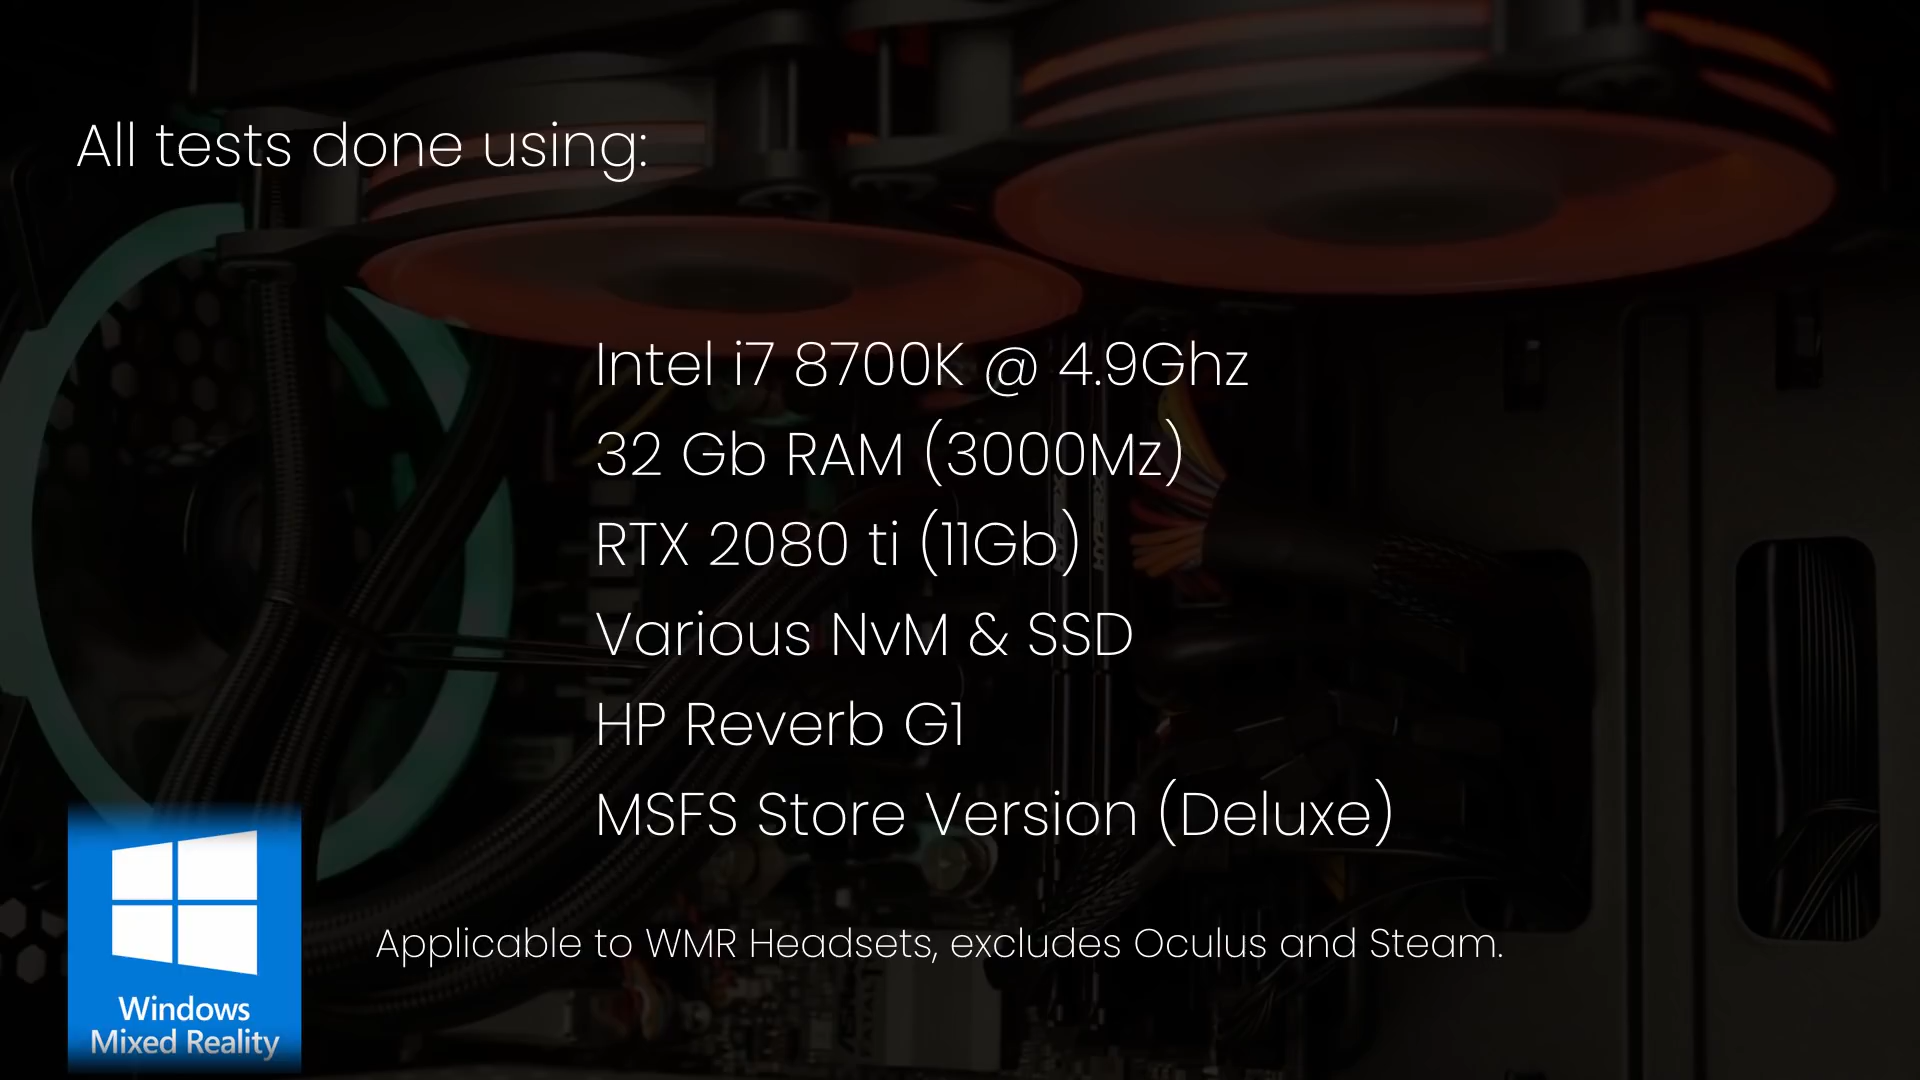 All tests done using:
Intel i7 8700K @ 4.9Ghz
32 Gb RAM (3000Mz)
RTX 2080 ti (11Gb)
Various NvM & SSD
HP Reverb G1
MSFS Store Version (Deluxe)
Applicable to WMR Headsets, excludes Oculus and Steam.
Windows
Mixed Reality
HYPERX